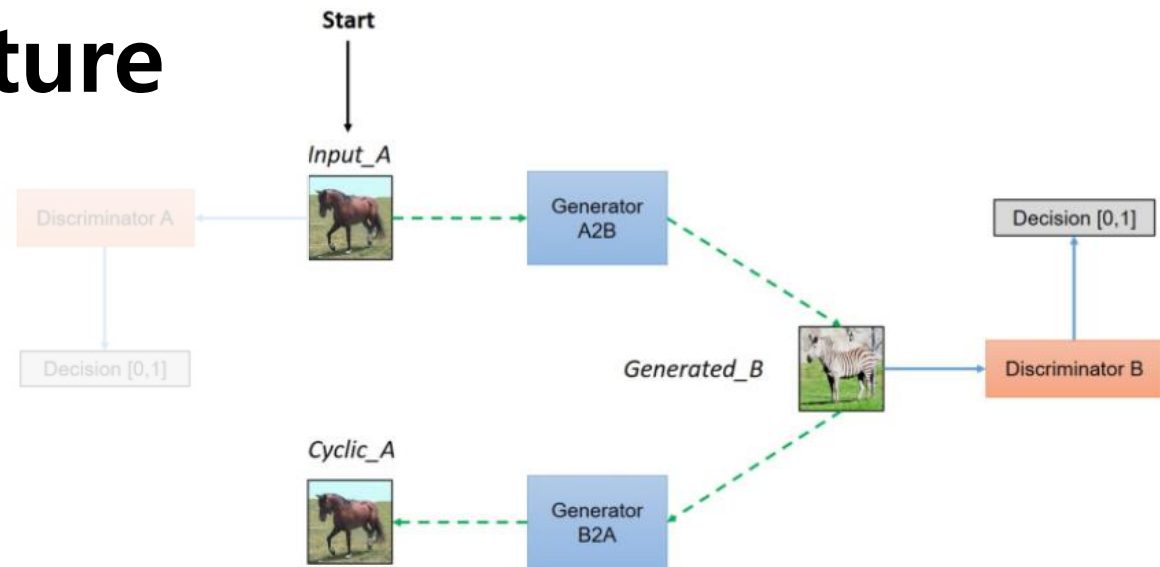 Start
ture
Input_A
Discriminator A
Generator
A2B
Decision [0,1]
Decision [0,1]
Generated_B
Discriminator B
Cyclic_A
Generator
B2A